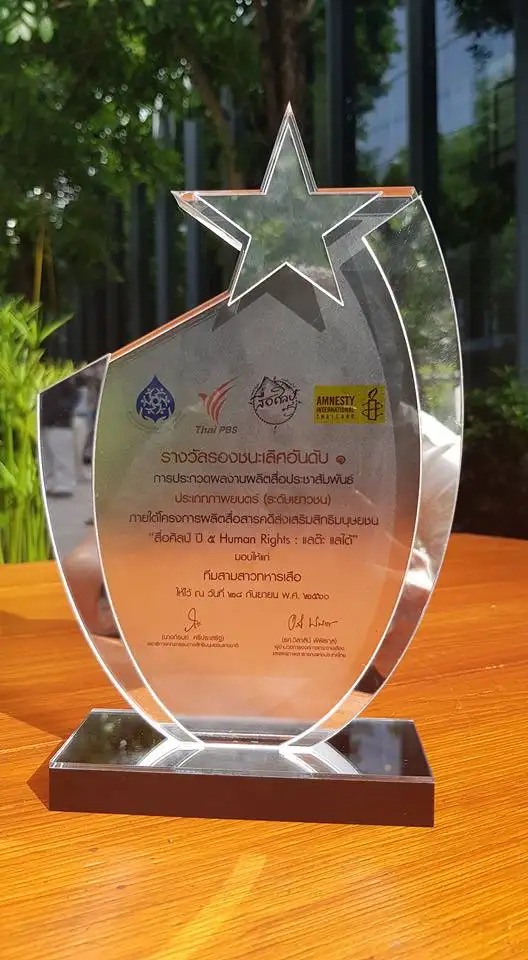 Thai PBS
สื่อศิลป์
AMNESTY
INTERNATIONAL
THAILAND
รางวัลรองชนะเลิศอันดับ ๑
การประกวดผลงานผลิตสื่อประชาสัมพันธ์
ประเภทภาพยนตร์ (ระดับเยาวชน)
ภายใต้โครงการผลิตสื่อสารคดีส่งเสริมสิทธิมนุษยชน
"สื่อศิลป์ ปี ๕ Human Rights : แลต๊ะ แลใต้"
มอบให้แก่
ทีมสามสาวทหารเสือ
ให้ไว้ ณ วันที่ ๒๘ กันยายน พ.ศ. ๒๕๖๐